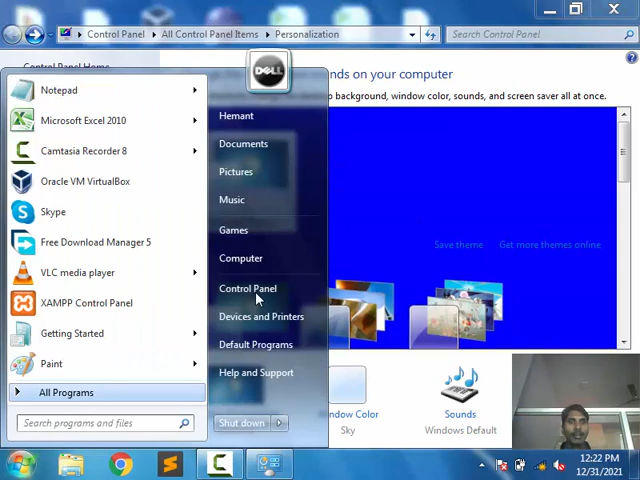 Control Panel
All Control Panel Items
Personalization
Search Control Panel
Control Panel Home
sounds on your computer
background, window color, sounds, and screen saver all at once.
DELL
Notepad
Microsoft Excel 2010
Camtasia Recorder 8
Oracle VM VirtualBox
Skype
Free Download Manager 5
VLC media player
XAMPP Control Panel
Getting Started
Paint
All Programs
Search programs and files
Hemant
Documents
Pictures
Music
Games
Computer
Control Panel
Devices and Printers
Default Programs
Help and Support
Shut down
Save theme
Get more themes online
Color
Sky
Sounds
Windows Default
12:22 PM
12/31/2021